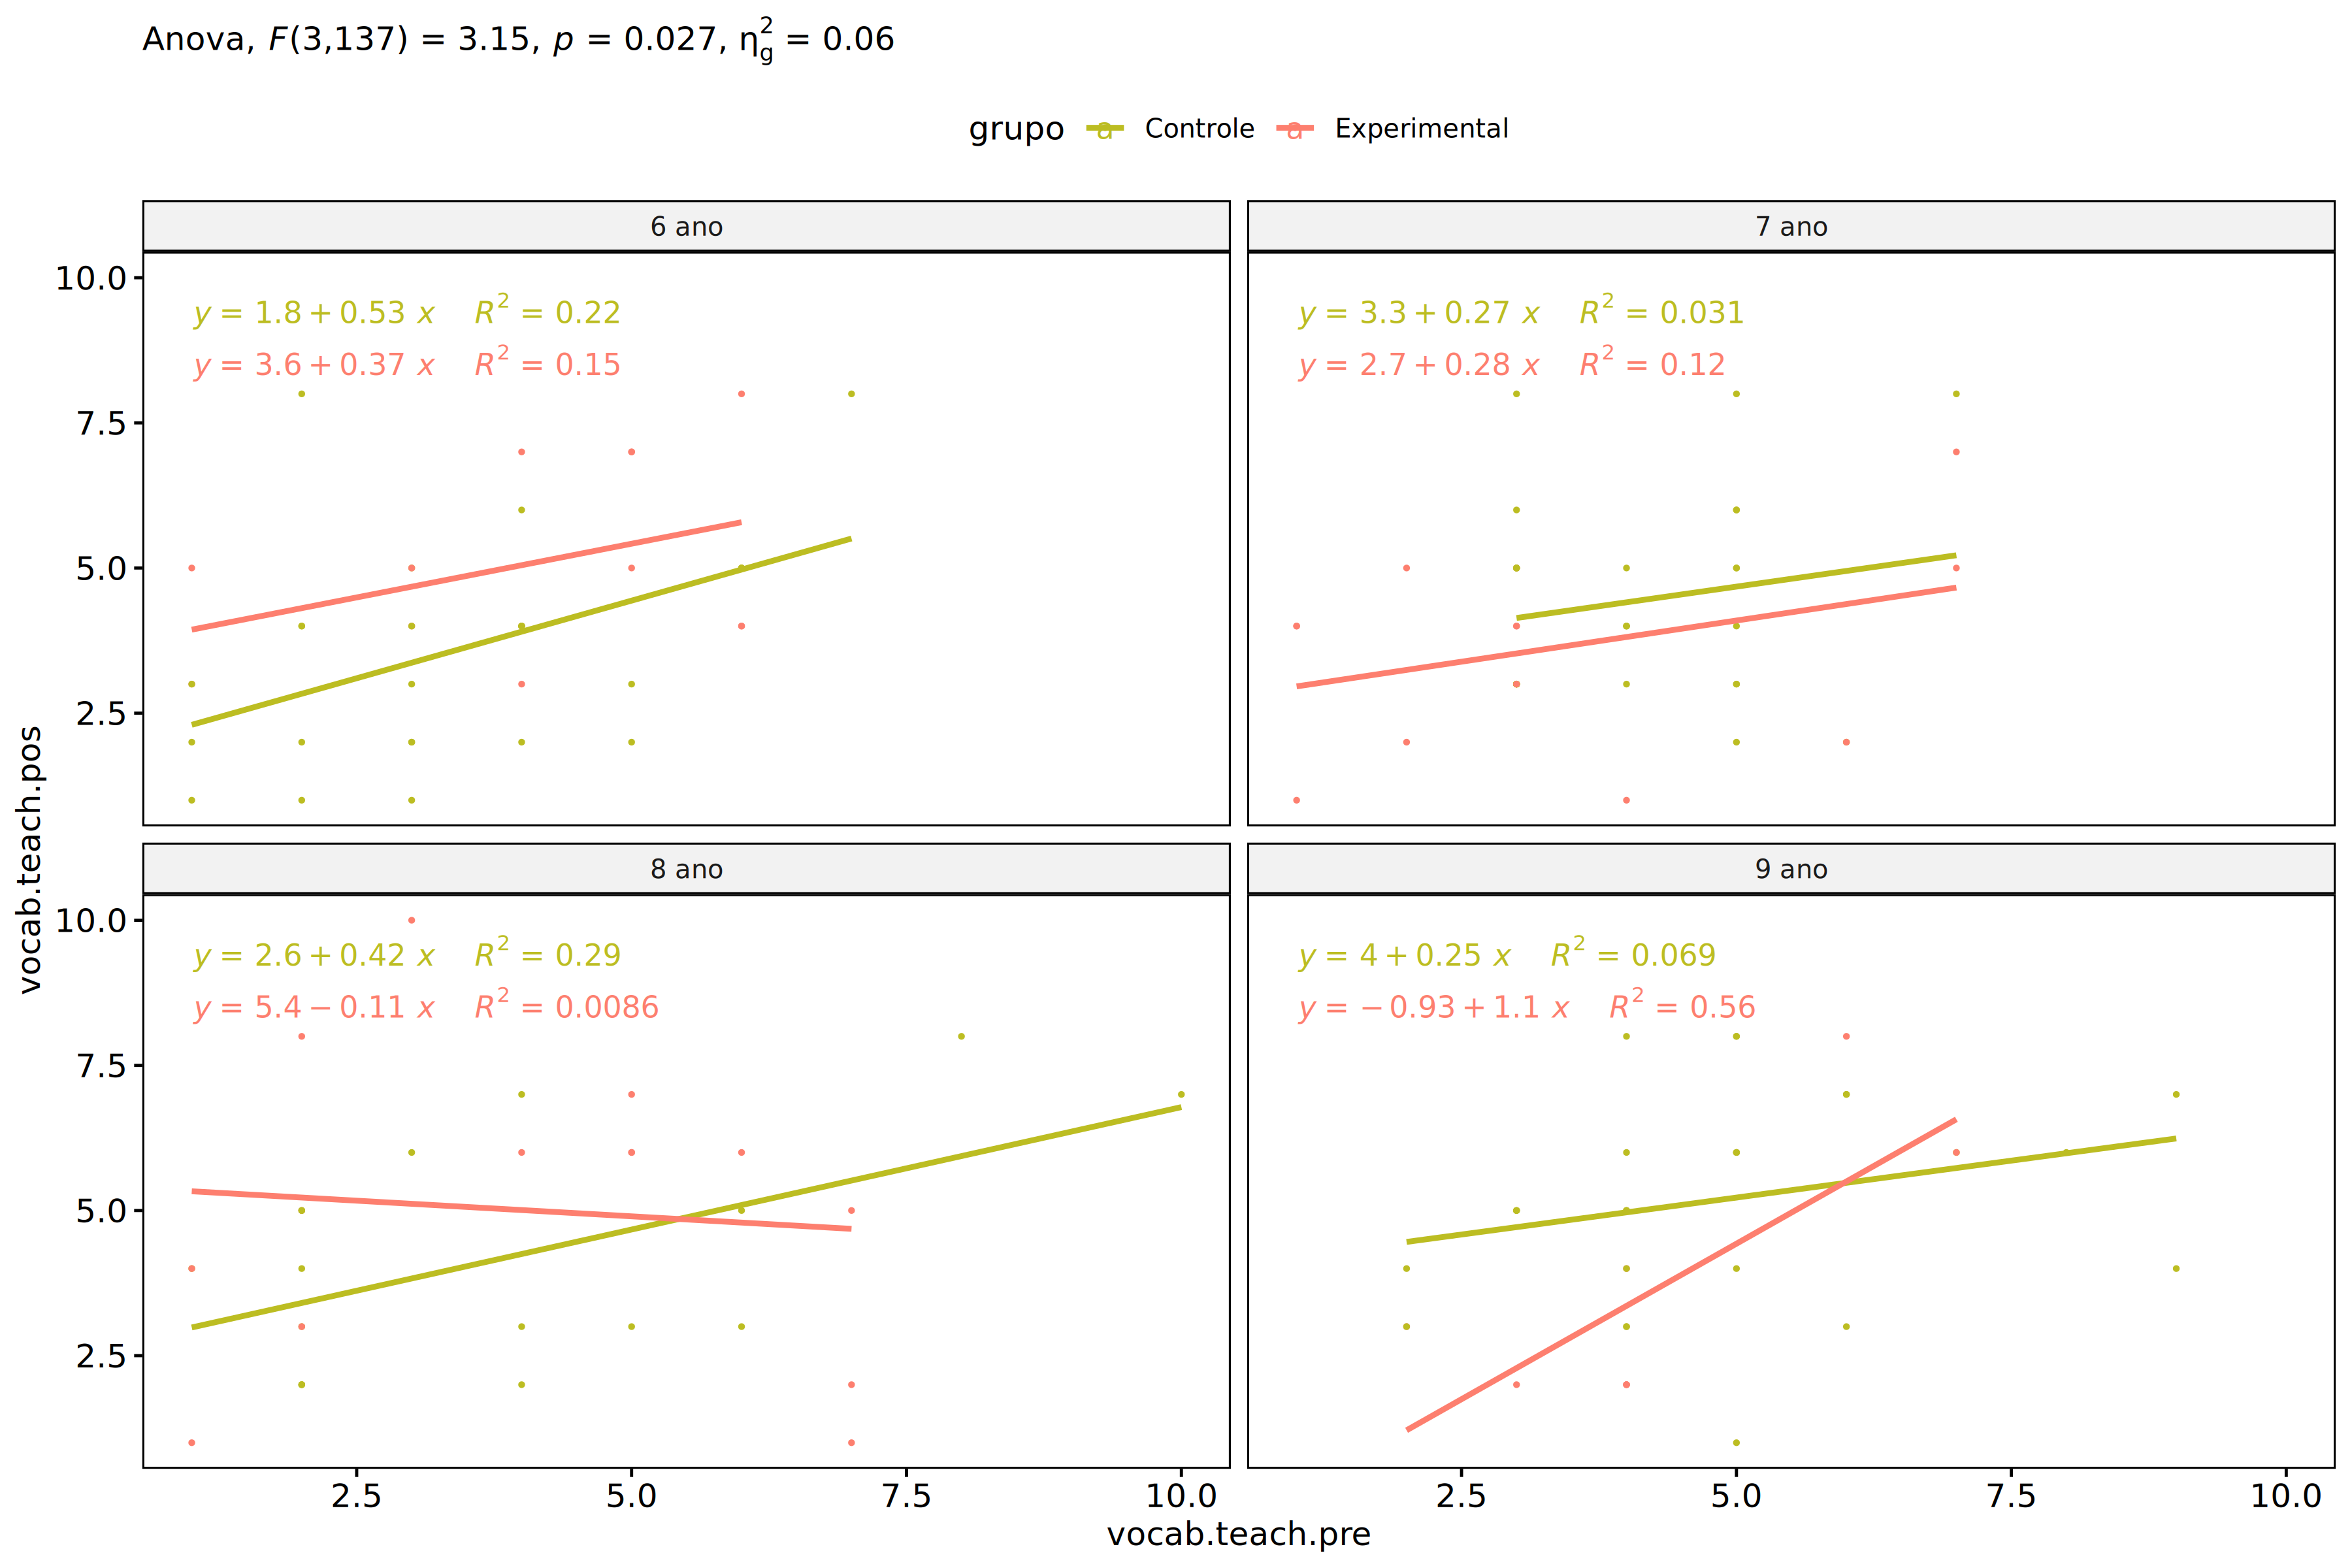 Anova, F(3,137) = 3.15, p = 0.027, η²g = 0.06
grupo a Controle a Experimental
6 ano
7 ano
10.0
7.5
5.0
2.5
y = 1.8 + 0.53 x R² = 0.22
y = 3.6 + 0.37 x R² = 0.15
y = 3.3 + 0.27 x R² = 0.031
y = 2.7 + 0.28 x R² = 0.12
8 ano
9 ano
10.0
7.5
5.0
2.5
y = 2.6 + 0.42 x R² = 0.29
y = 5.4 − 0.11 x R² = 0.0086
y = 4 + 0.25 x R² = 0.069
y = − 0.93 + 1.1 x R² = 0.56
2.5 5.0 7.5 10.0
2.5 5.0 7.5 10.0
vocab.teach.pre
vocab.teach.pos